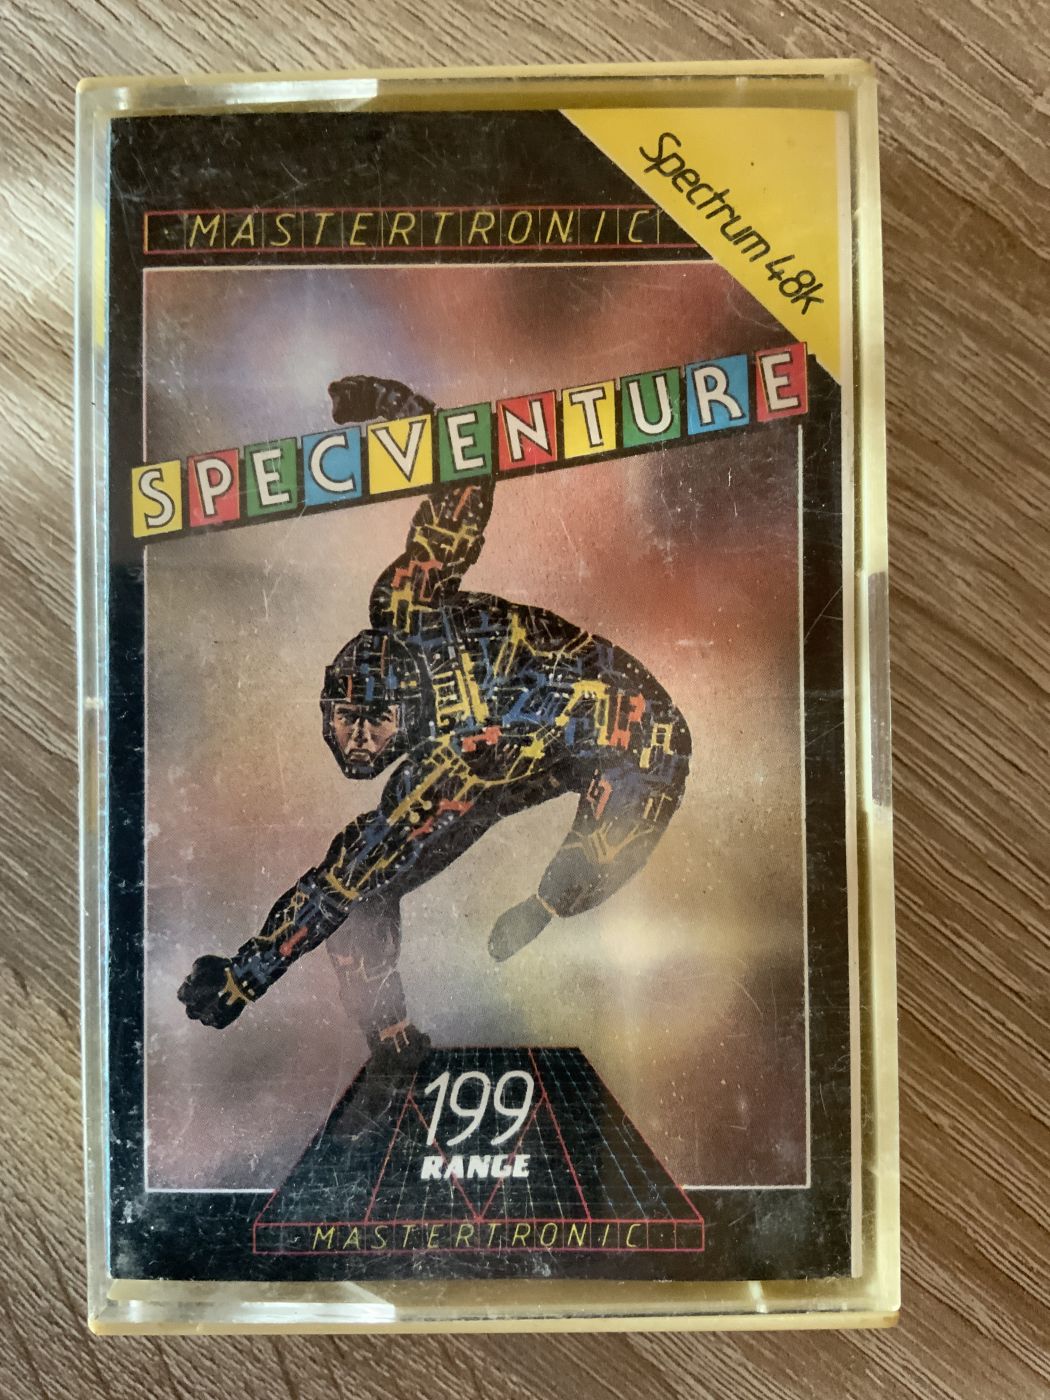 Spectrum 48k
MASTERTRONIC
SPECVENTURE
199
RANGE
MASTERTRONIC